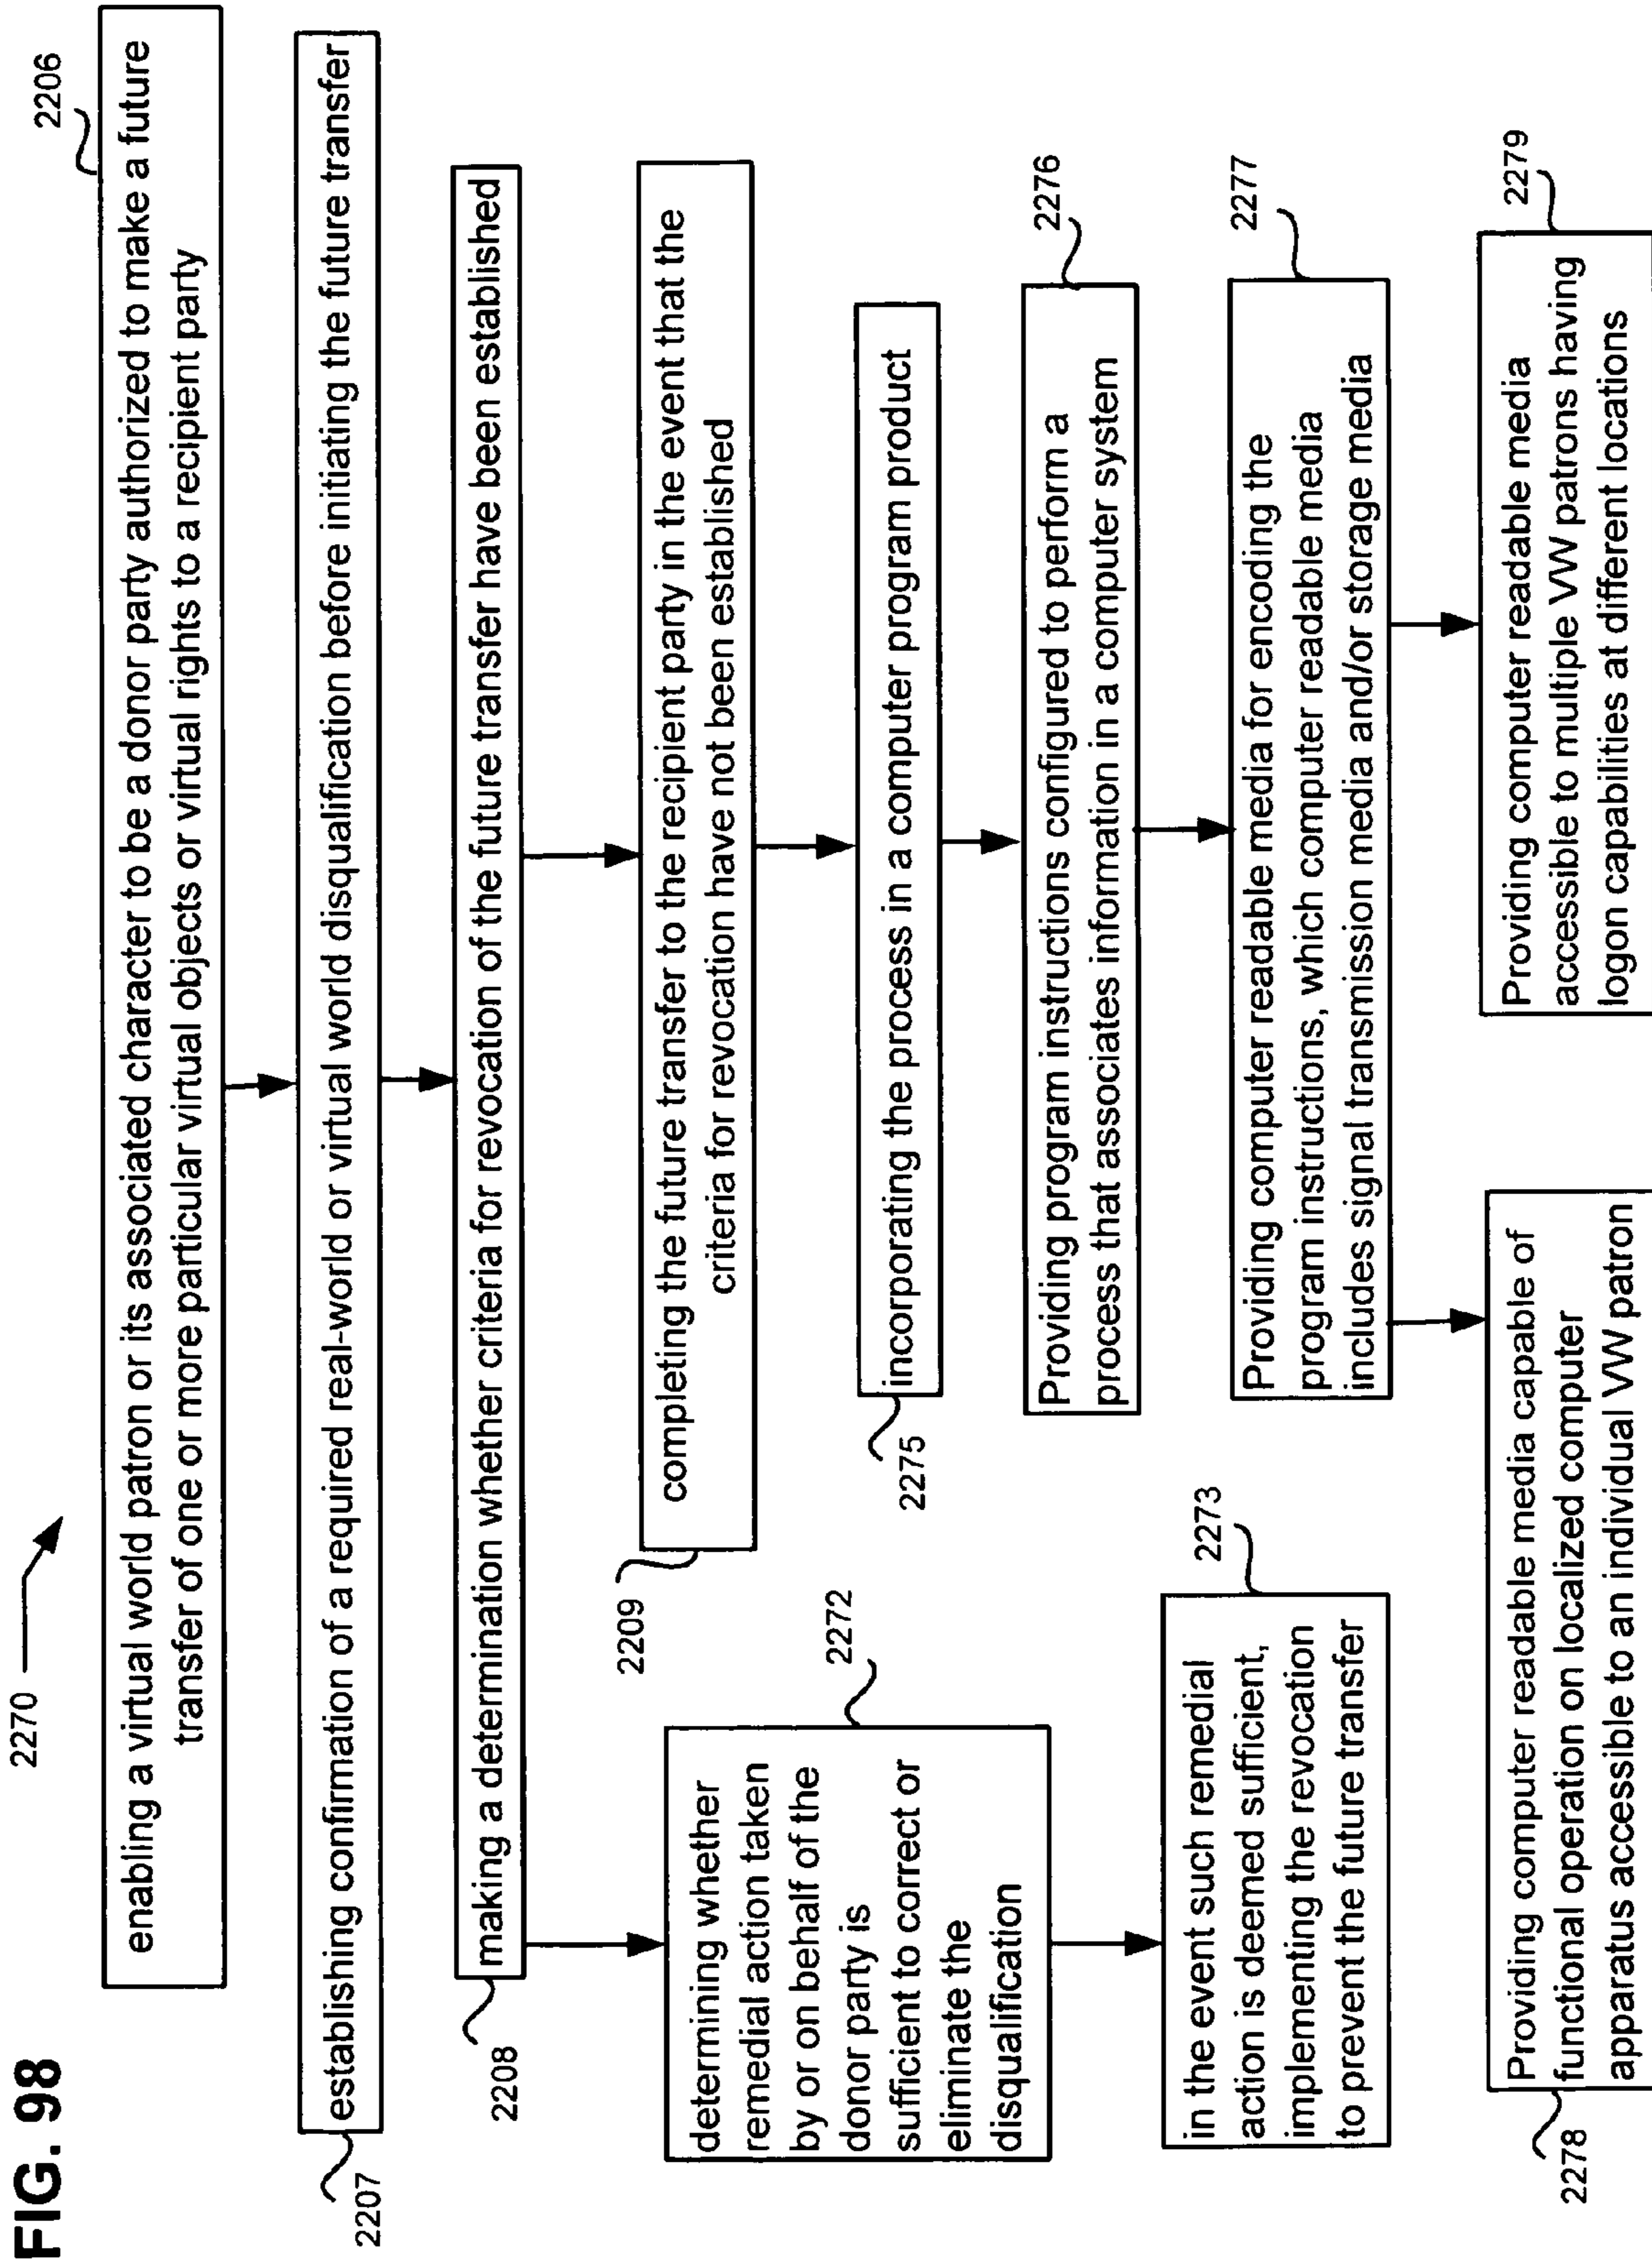 FIG. 98
2270
2206
enabling a virtual world patron or its associated character to be a donor party authorized to make a future
transfer of one or more particular virtual objects or virtual rights to a recipient party
2207
establishing confirmation of a required real-world or virtual world disqualification before initiating the future transfer
2208
making a determination whether criteria for revocation of the future transfer have been established
2209
completing the future transfer to the recipient party in the event that the
criteria for revocation have not been established
2272
determining whether
remedial action taken
by or on behalf of the
donor party is
sufficient to correct or
eliminate the
disqualification
2275
incorporating the process in a computer program product
2276
Providing program instructions configured to perform a
process that associates information in a computer system
2273
in the event such remedial
action is deemed sufficient,
implementing the revocation
to prevent the future transfer
2277
Providing computer readable media for encoding the
program instructions, which computer readable media
includes signal transmission media and/or storage media
2278
Providing computer readable media capable of
functional operation on localized computer
apparatus accessible to an individual VW patron
2279
Providing computer readable media
accessible to multiple VW patrons having
logon capabilities at different locations